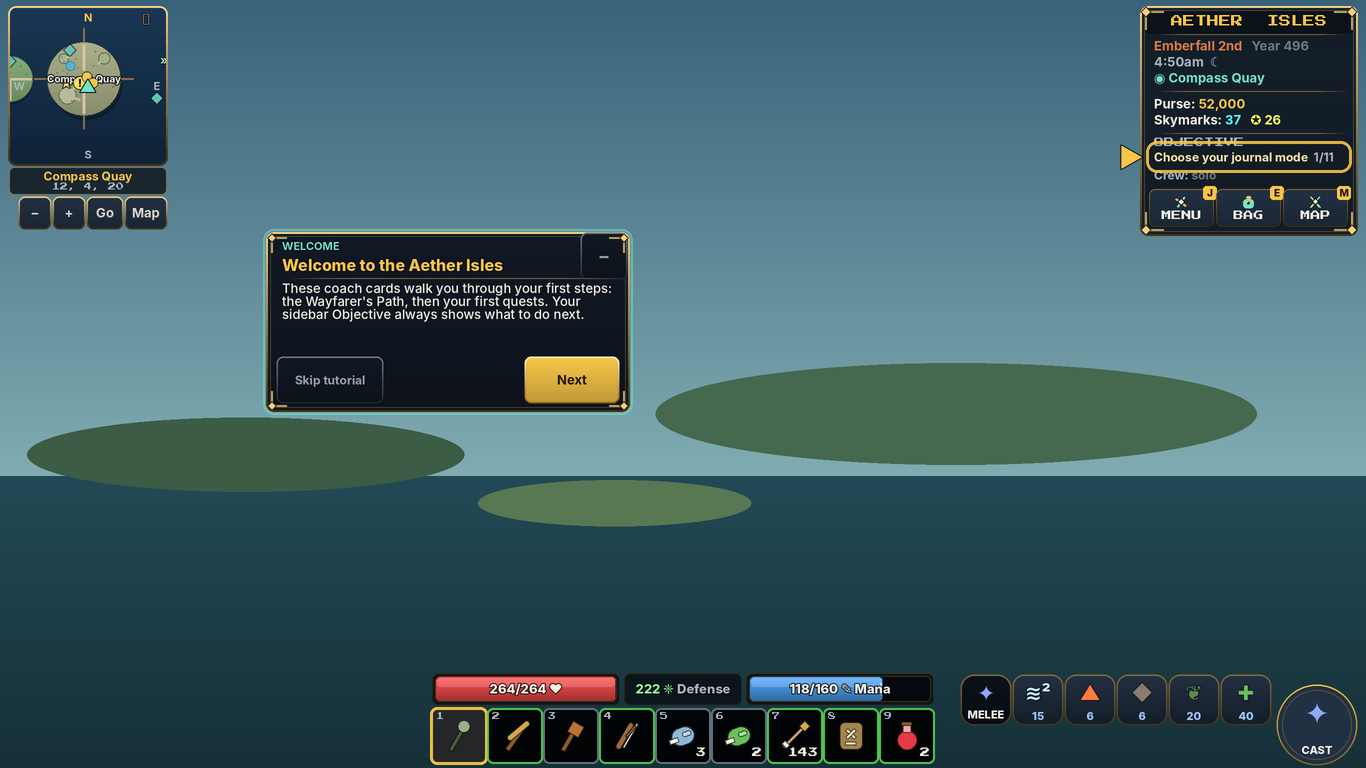 N
W
E
S
»
Compass Quay
Compass Quay
12, 4, 20
−
+
Go
Map
WELCOME
Welcome to the Aether Isles
−
These coach cards walk you through your first steps:
the Wayfarer's Path, then your first quests. Your
sidebar Objective always shows what to do next.
Skip tutorial
Next
AETHER ISLES
Emberfall 2nd Year 496
4:50am ☾
◉ Compass Quay
Purse: 52,000
Skymarks: 37 ✪ 26
OBJECTIVE
Choose your journal mode 1/11
Crew: solo
J
MENU
E
BAG
M
MAP
264/264 ♥
222 Defense
118/160 ✎ Mana
1
2
3
4
5
3
6
2
7
143
8
9
2
MELEE
2
15
6
6
20
40
CAST